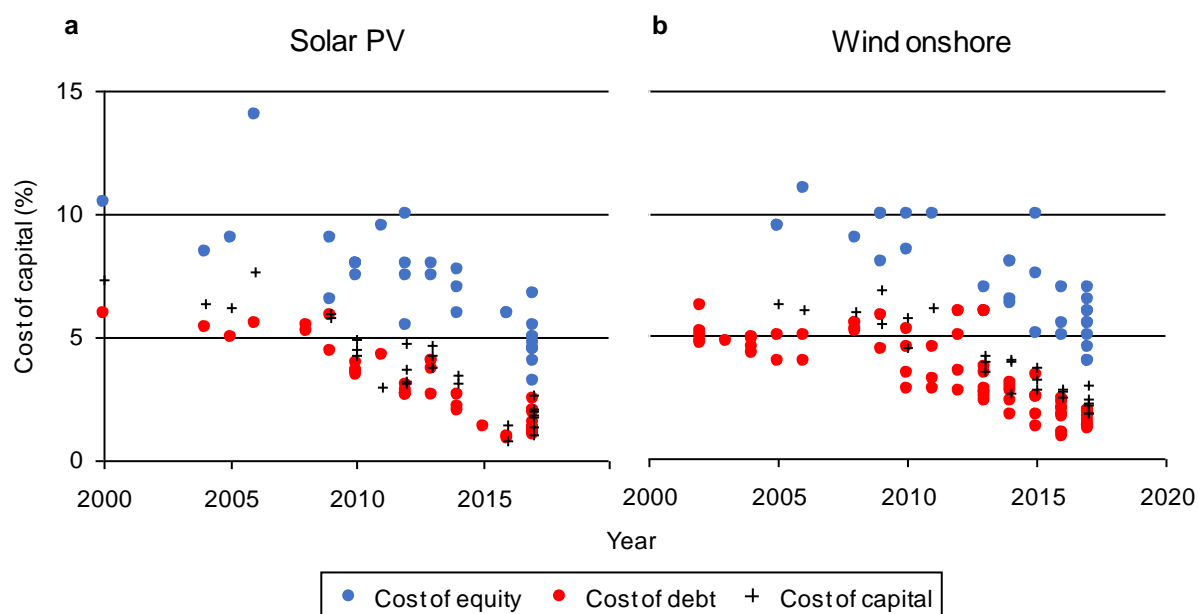 a
Solar PV
b
Wind onshore
Cost of capital (%)
15
10
5
0
2000 2005 2010 2015
2000 2005 2010 2015 2020
Year
Cost of equity Cost of debt Cost of capital